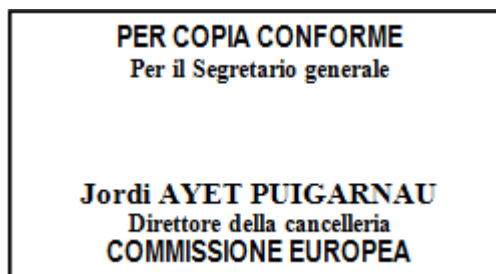 PER COPIA CONFORME
Per il Segretario generale
Jordi AYET PUIGARNAU
Direttore della cancelleria
COMMISSIONE EUROPEA